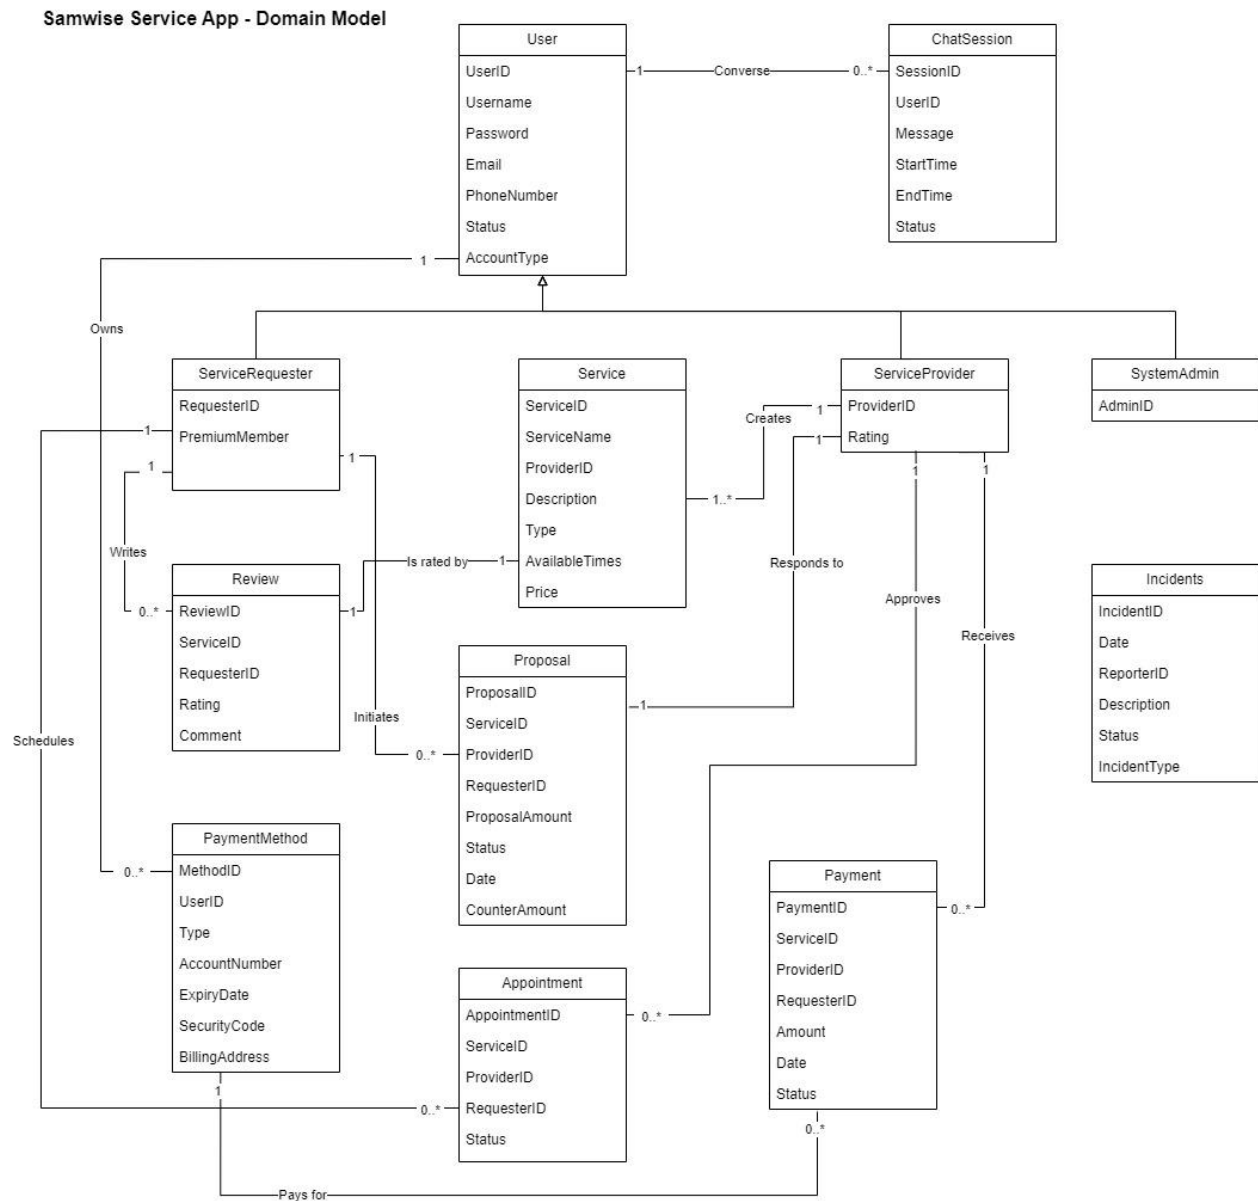 Samwise Service App - Domain Model
User
UserID
Username
Password
Email
PhoneNumber
Status
AccountType
1
Converse
0..*
ChatSession
SessionID
UserID
Message
StartTime
EndTime
Status
1
Owns
0..*
ServiceRequester
RequesterID
PremiumMember
1
1
1
Writes
0..*
Service
ServiceID
ServiceName
ProviderID
Description
Type
AvailableTimes
Price
1..*
Creates
1
ServiceProvider
ProviderID
Rating
1
1
1
SystemAdmin
AdminID
Review
ReviewID
ServiceID
RequesterID
Rating
Comment
1
Is rated by
1
Responds to
Approves
Receives
Incidents
IncidentID
Date
ReporterID
Description
Status
IncidentType
Schedules
Initiates
0..*
Proposal
ProposalID
ServiceID
ProviderID
RequesterID
ProposalAmount
Status
Date
CounterAmount
1
PaymentMethod
MethodID
UserID
Type
AccountNumber
ExpiryDate
SecurityCode
BillingAddress
1
Pays for
0..*
Appointment
AppointmentID
ServiceID
ProviderID
RequesterID
Status
0..*
0..*
Payment
PaymentID
ServiceID
ProviderID
RequesterID
Amount
Date
Status
0..*